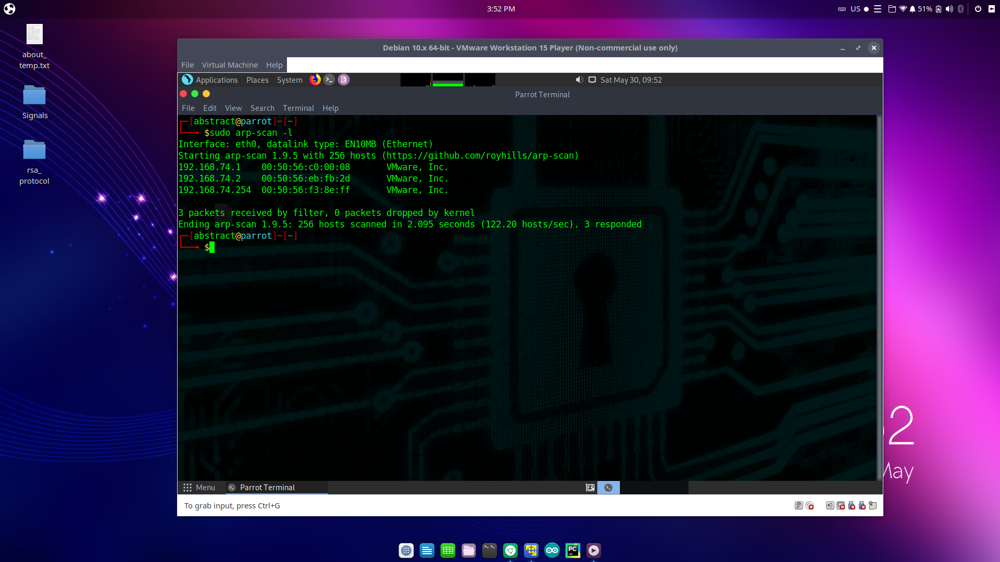 3:52 PM
US
51%
about_
temp.txt
Signals
rsa_
protocol
Debian 10.x 64-bit - VMware Workstation 15 Player (Non-commercial use only)
File Virtual Machine Help
Applications Places System
Sat May 30, 09:52
Parrot Terminal
File Edit View Search Terminal Help
[abstract@parrot]─[~]
$sudo arp-scan -l
Interface: eth0, datalink type: EN10MB (Ethernet)
Starting arp-scan 1.9.5 with 256 hosts (https://github.com/royhills/arp-scan)
192.168.74.1 00:50:56:c0:00:08 VMware, Inc.
192.168.74.2 00:50:56:eb:fb:2d VMware, Inc.
192.168.74.254 00:50:56:f3:8e:ff VMware, Inc.
3 packets received by filter, 0 packets dropped by kernel
Ending arp-scan 1.9.5: 256 hosts scanned in 2.095 seconds (122.20 hosts/sec). 3 responded
[abstract@parrot]─[~]
$
2
May
Menu Parrot Terminal
To grab input, press Ctrl+G
PC